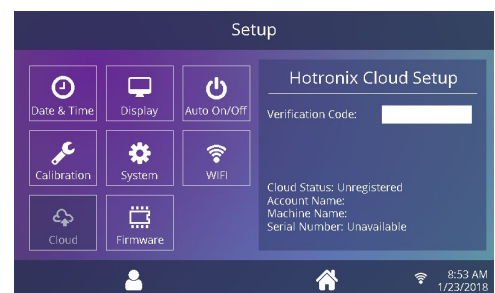 Setup
Date & Time
Display
Auto On/Off
Calibration
System
WIFI
Cloud
Firmware
Hotronix Cloud Setup
Verification Code:
Cloud Status: Unregistered
Account Name:
Machine Name:
Serial Number: Unavailable
8:53 AM
1/23/2018